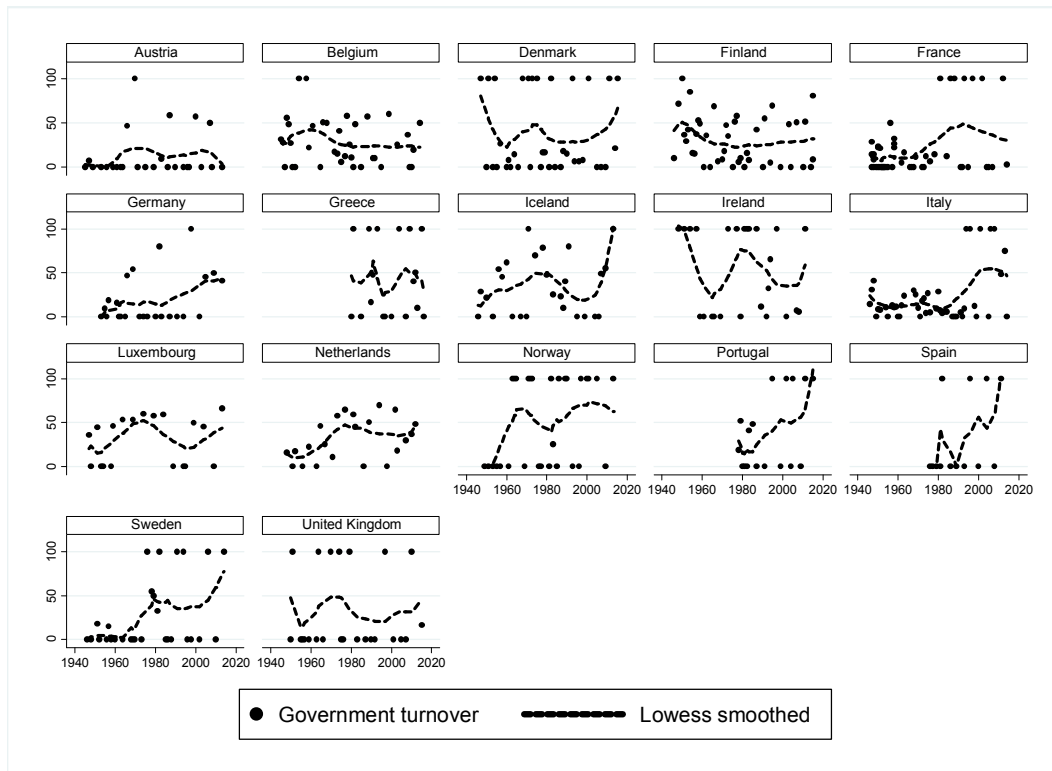 Austria Belgium Denmark Finland France
100
50
0
Germany Greece Iceland Ireland Italy
100
50
0
Luxembourg Netherlands Norway Portugal Spain
100
50
0
1940 1960 1980 2000 2020 1940 1960 1980 2000 2020 1940 1960 1980 2000 2020
Sweden United Kingdom
100
50
0
1940 1960 1980 2000 2020 1940 1960 1980 2000 2020
Government turnover Lowess smoothed